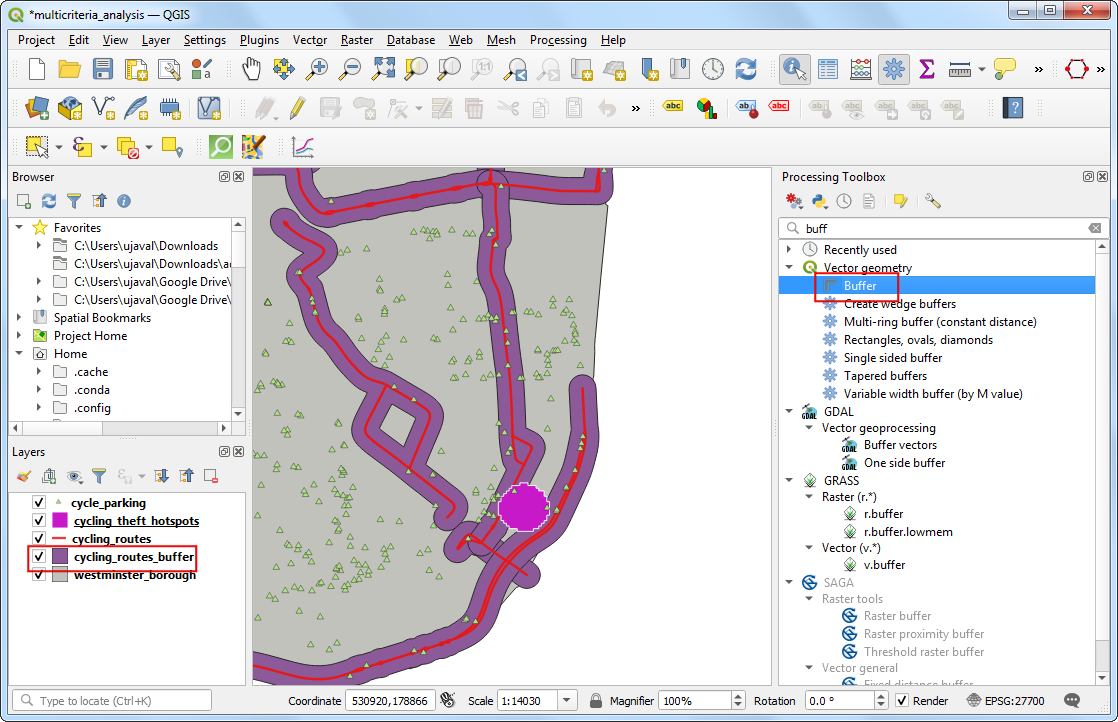 *multicriteria_analysis — QGIS
Project Edit View Layer Settings Plugins Vector Raster Database Web Mesh Processing Help
abc abc abc
Browser
Favorites
C:\Users\ujaval\Downloads
C:\Users\ujaval\Downloads\a
C:\Users\ujaval\Google Drive\
C:\Users\ujaval\Google Drive\
Spatial Bookmarks
Project Home
Home
.cache
.conda
.config
Layers
cycle_parking
cycling_theft_hotspots
cycling_routes
cycling_routes_buffer
westminster_borough
Processing Toolbox
buff
Recently used
Vector geometry
Buffer
Create wedge buffers
Multi-ring buffer (constant distance)
Rectangles, ovals, diamonds
Single sided buffer
Tapered buffers
Variable width buffer (by M value)
GDAL
Vector geoprocessing
Buffer vectors
One side buffer
GRASS
Raster (r.*)
r.buffer
r.buffer.lowmem
Vector (v.*)
v.buffer
SAGA
Raster tools
Raster buffer
Raster proximity buffer
Threshold raster buffer
Vector general
Fixed distance buffer
Type to locate (Ctrl+K) Coordinate 530920,178866 Scale 1:14030 Magnifier 100% Rotation 0.0 ° Render EPSG:27700